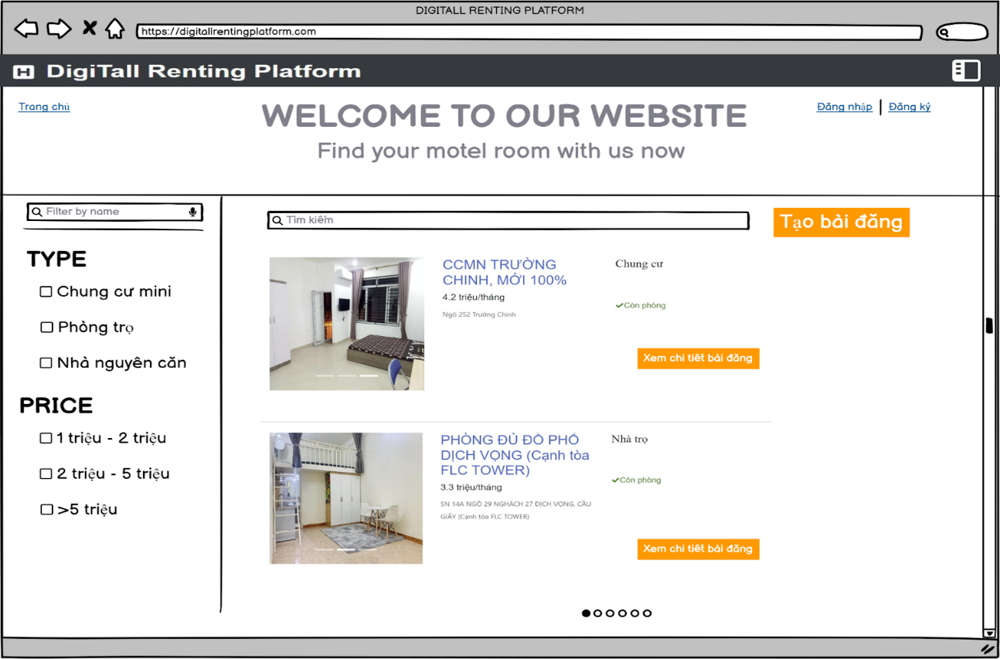 DIGITALL RENTING PLATFORM
https://digitallrentingplatform.com
H DigiTall Renting Platform
Trang chủ
WELCOME TO OUR WEBSITE
Đăng nhập | Đăng ký
Find your motel room with us now
Filter by name
Tìm kiếm
Tạo bài đăng
TYPE
Chung cư mini
Phòng trọ
Nhà nguyên căn
PRICE
1 triệu - 2 triệu
2 triệu - 5 triệu
>5 triệu
CCMN TRƯỜNG
CHINH, MỚI 100%
4.2 triệu/tháng
Ngõ 252 Trường Chinh
Chung cư
Còn phòng
Xem chi tiết bài đăng
PHÒNG ĐỦ ĐỒ PHỐ
DỊCH VỌNG (Cạnh tòa
FLC TOWER)
3.3 triệu/tháng
SN 14A NGÕ 29 NGHÁCH 27 DỊCH VỌNG, CẦU
GIẤY (Cạnh tòa FLC TOWER)
Nhà trọ
Còn phòng
Xem chi tiết bài đăng